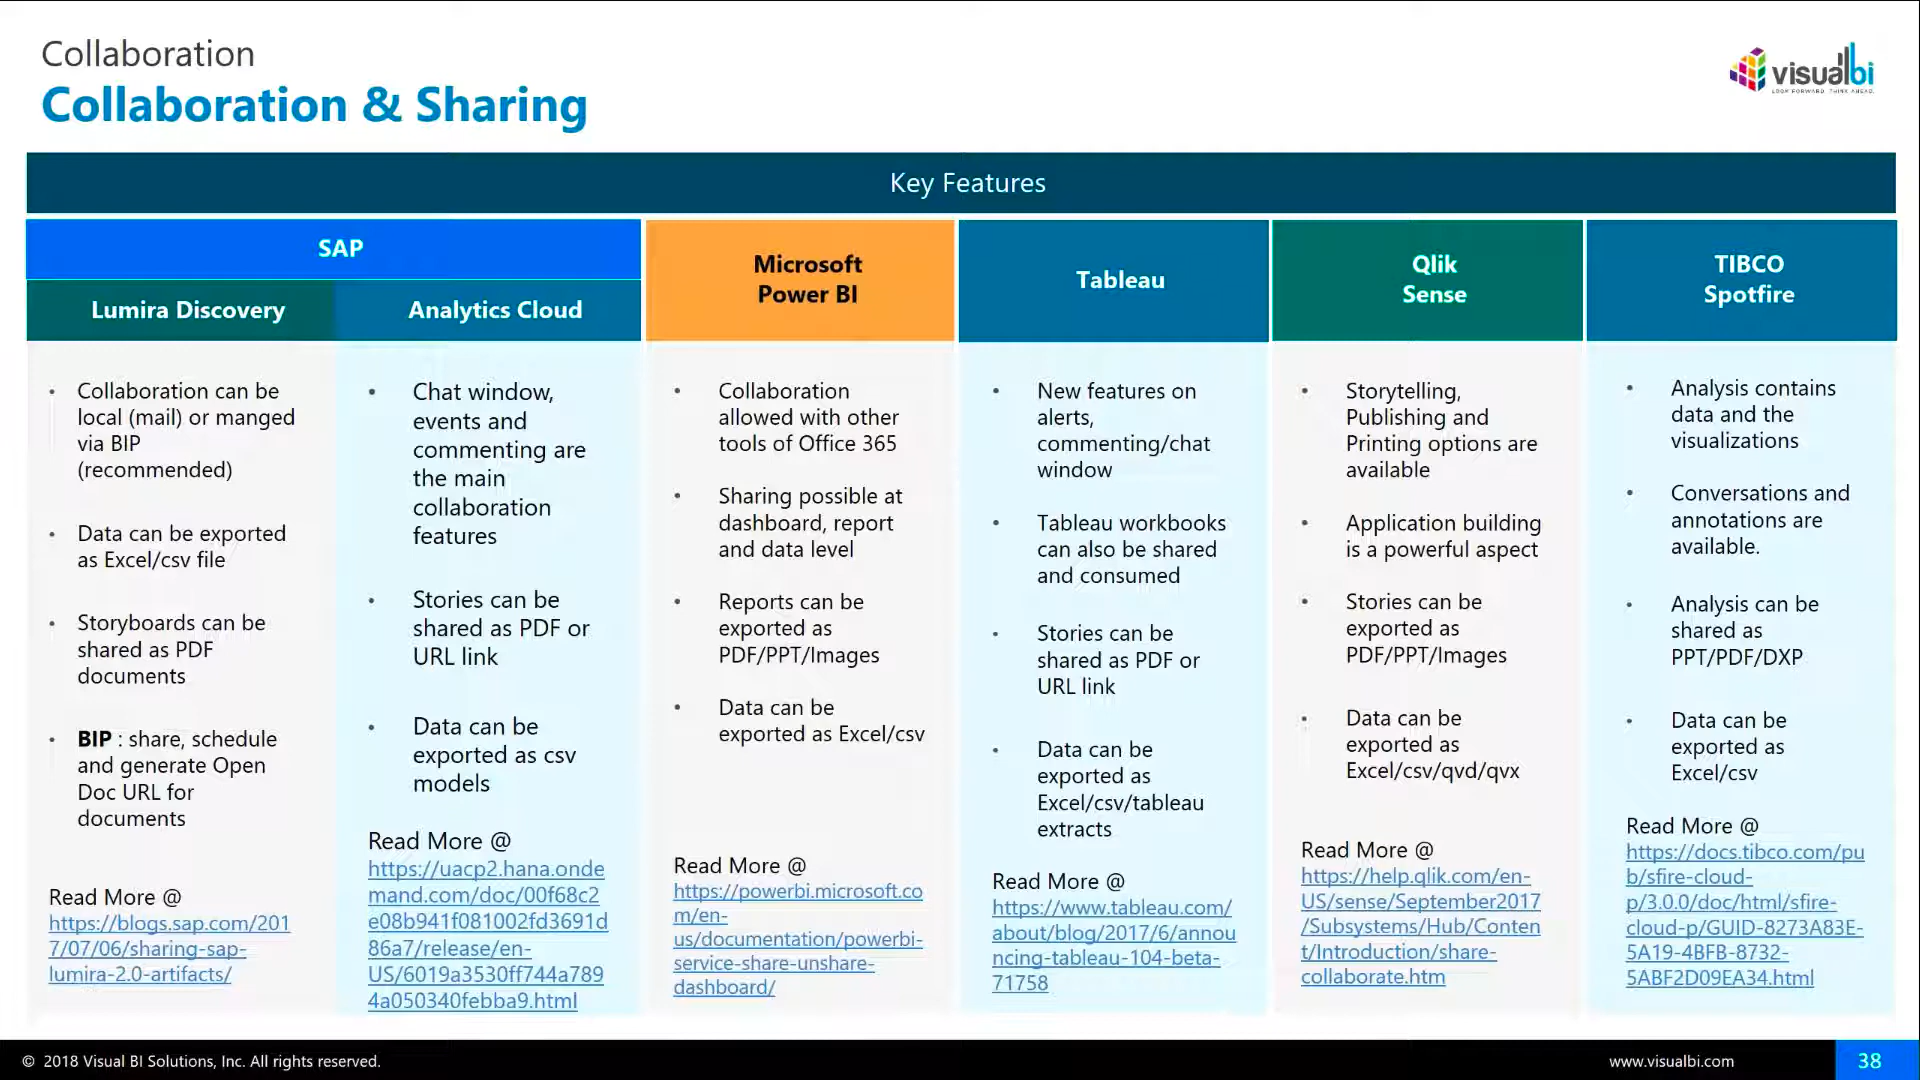 Collaboration
Collaboration & Sharing
visualbi
LOOK FORWARD. THINK AHEAD.
Key Features
SAP
Lumira Discovery
Analytics Cloud
Microsoft
Power BI
Tableau
Qlik
Sense
TIBCO
Spotfire
• Collaboration can be
local (mail) or manged
via BIP
(recommended)
• Data can be exported
as Excel/csv file
• Storyboards can be
shared as PDF
documents
• BIP : share, schedule
and generate Open
Doc URL for
documents
Read More @
https://blogs.sap.com/201
7/07/06/sharing-sap-
lumira-2.0-artifacts/
• Chat window,
events and
commenting are
the main
collaboration
features
• Stories can be
shared as PDF or
URL link
• Data can be
exported as csv
models
Read More @
https://uacp2.hana.onde
mand.com/doc/00f68c2
e08b941f081002fd3691d
86a7/release/en-
US/6019a3530ff744a789
4a050340febba9.html
• Collaboration
allowed with other
tools of Office 365
• Sharing possible at
dashboard, report
and data level
• Reports can be
exported as
PDF/PPT/Images
• Data can be
exported as Excel/csv
Read More @
https://powerbi.microsoft.co
m/en-
us/documentation/powerbi-
service-share-unshare-
dashboard/
• New features on
alerts,
commenting/chat
window
• Tableau workbooks
can also be shared
and consumed
• Stories can be
shared as PDF or
URL link
• Data can be
exported as
Excel/csv/tableau
extracts
Read More @
https://www.tableau.com/
about/blog/2017/6/annou
ncing-tableau-104-beta-
71758
• Storytelling,
Publishing and
Printing options are
available
• Application building
is a powerful aspect
• Stories can be
exported as
PDF/PPT/Images
• Data can be
exported as
Excel/csv/qvd/qvx
Read More @
https://help.qlik.com/en-
US/sense/September2017
/Subsystems/Hub/Conten
t/Introduction/share-
collaborate.htm
• Analysis contains
data and the
visualizations
• Conversations and
annotations are
available.
• Analysis can be
shared as
PPT/PDF/DXP
• Data can be
exported as
Excel/csv
Read More @
https://docs.tibco.com/pu
b/sfire-cloud-
p/3.0.0/doc/html/sfire-
cloud-p/GUID-8273A83E-
5A19-4BFB-8732-
5ABF2D09EA34.html
© 2018 Visual BI Solutions, Inc. All rights reserved.
www.visualbi.com
38